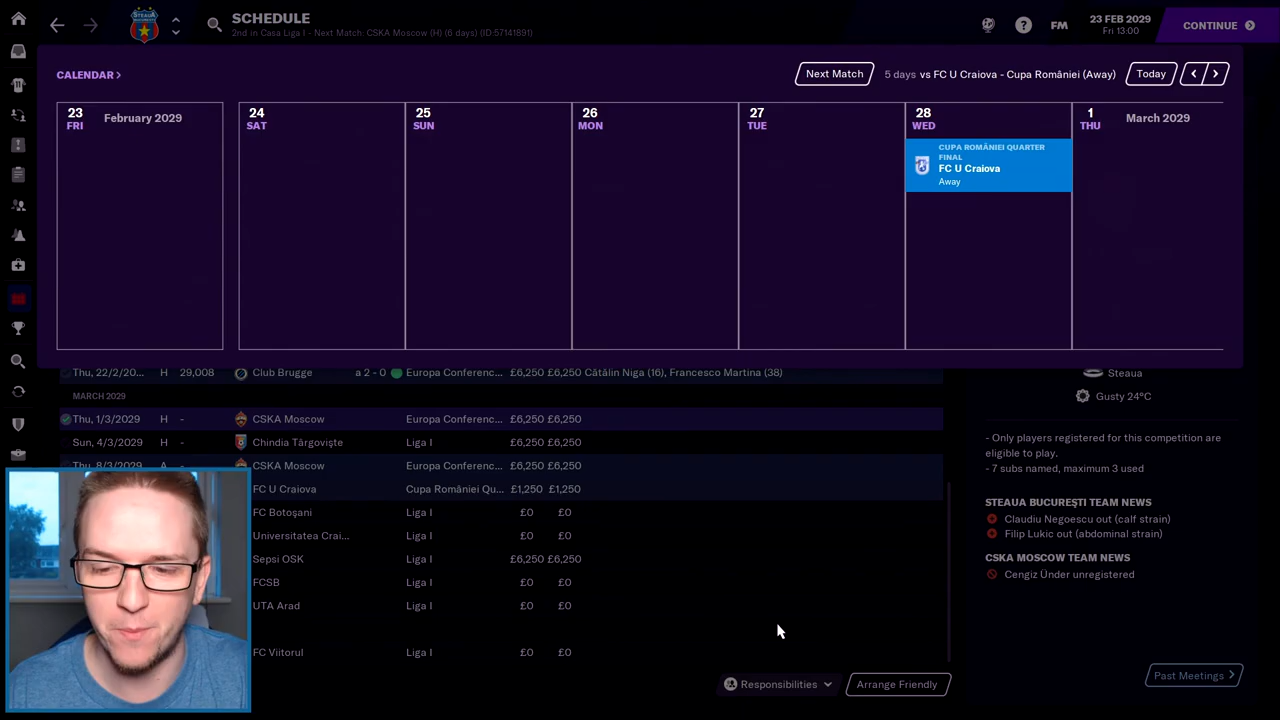 SCHEDULE
2nd in Casa Liga I - Next Match: CSKA Moscow (H) (6 days) (ID:57141891)
FM
23 FEB 2029
Fri 13:00
CONTINUE
CALENDAR >
Next Match
5 days vs FC U Craiova - Cupa României (Away)
Today
23 FRI
February 2029
24 SAT
25 SUN
26 MON
27 TUE
28 WED
1 THU
March 2029
CUPA ROMÂNIEI QUARTER
FINAL
FC U Craiova
Away
Thu, 22/2/20... H 29,008 Club Brugge a 2 - 0 Europa Conferenc... £6,250 £6,250 Cătălin Niga (16), Francesco Martina (38)
MARCH 2029
Thu, 1/3/2029 H - CSKA Moscow Europa Conferenc... £6,250 £6,250
Sun, 4/3/2029 H - Chindia Târgovişte Liga I £6,250 £6,250
Thu, 8/3/2029 A - CSKA Moscow Europa Conferenc... £6,250 £6,250
FC U Craiova Cupa României Qu... £1,250 £1,250
FC Botoşani Liga I £0 £0
Universitatea Crai... Liga I £0 £0
Sepsi OSK Liga I £6,250 £6,250
FCSB Liga I £0 £0
UTA Arad Liga I £0 £0
FC Viitorul Liga I £0 £0
Steaua
Gusty 24°C
- Only players registered for this competition are
eligible to play.
- 7 subs named, maximum 3 used
STEAUA BUCUREŞTI TEAM NEWS
Claudiu Negoescu out (calf strain)
Filip Lukic out (abdominal strain)
CSKA MOSCOW TEAM NEWS
Cengiz Ünder unregistered
Responsibilities
Arrange Friendly
Past Meetings >